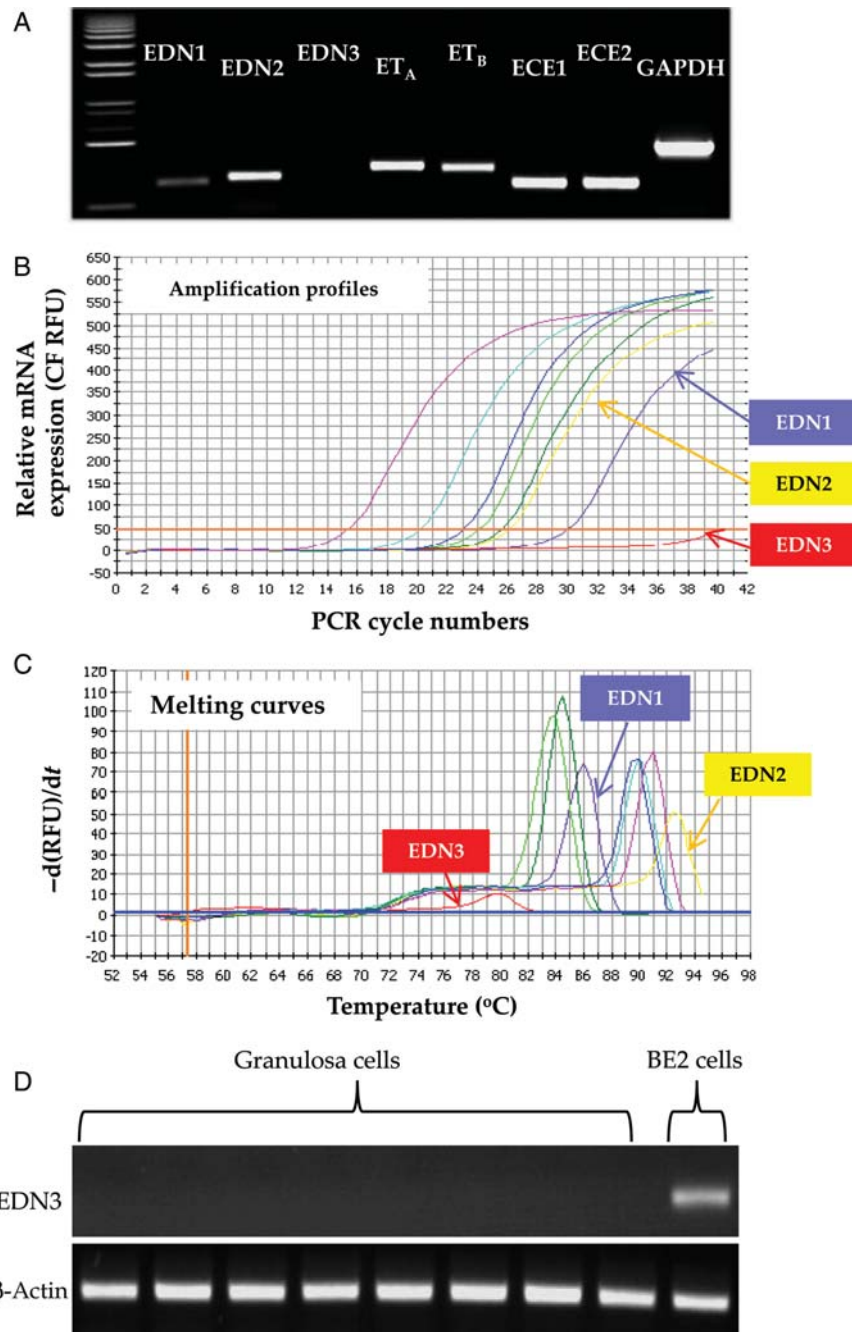 A
EDN1
EDN2
EDN3
ET_A
ET_B
ECE1
ECE2
GAPDH
B
Amplification profiles
Relative mRNA
expression (CF RFU)
650
600
550
500
450
400
350
300
250
200
150
100
50
0
-50
0 2 4 6 8 10 12 14 16 18 20 22 24 26 28 30 32 34 36 38 40 42
PCR cycle numbers
EDN1
EDN2
EDN3
C
Melting curves
–d(RFU)/dt
120
110
100
90
80
70
60
50
40
30
20
10
0
-10
-20
52 54 56 58 60 62 64 66 68 70 72 74 76 78 80 82 84 86 88 90 92 94 96 98
Temperature (ºC)
EDN1
EDN2
EDN3
D
Granulosa cells
BE2 cells
EDN3
-Actin